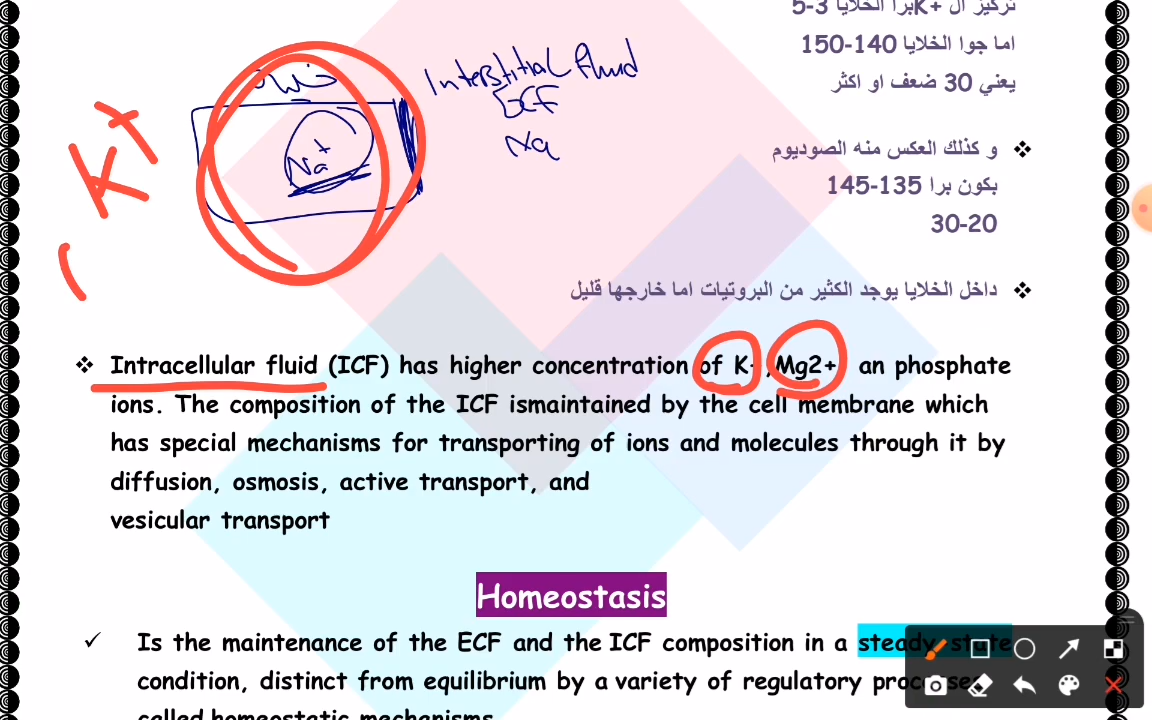 تركيز ال +Kبرا الخلايا 3-5
اما جوا الخلايا 140-150
يعني 30 ضعف او اكثر
❖ و كذلك العكس منه الصوديوم
بكون برا 135-145
20-30
❖ داخل الخلايا يوجد الكثير من البروتيات اما خارجها قليل
Interstitial fluid
ECF
Na
Na+
K+
❖ Intracellular fluid (ICF) has higher concentration of K+ ,Mg2+ an phosphate
ions. The composition of the ICF ismaintained by the cell membrane which
has special mechanisms for transporting of ions and molecules through it by
diffusion, osmosis, active transport, and
vesicular transport
Homeostasis
✓ Is the maintenance of the ECF and the ICF composition in a steady state
condition, distinct from equilibrium by a variety of regulatory processes
called homeostatic mechanisms